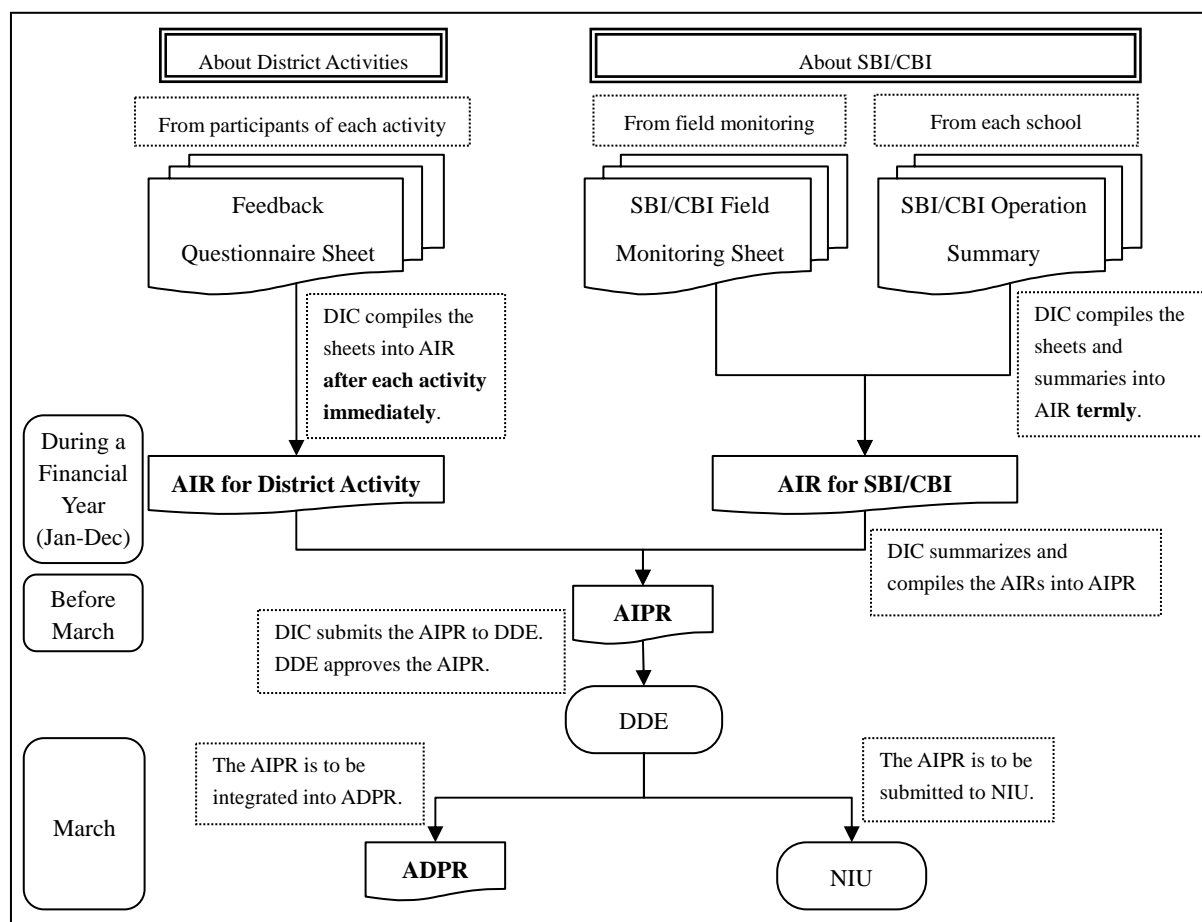 About District Activities
About SBI/CBI
From participants of each activity
From field monitoring
From each school
Feedback
Questionnaire Sheet
SBI/CBI Field
Monitoring Sheet
SBI/CBI Operation
Summary
DIC compiles the
sheets into AIR
after each activity
immediately.
DIC compiles the
sheets and
summaries into
AIR termly.
During a
Financial
Year
(Jan-Dec)
AIR for District Activity
AIR for SBI/CBI
DIC summarizes and
compiles the AIRs into AIPR
Before
March
AIPR
DIC submits the AIPR to DDE.
DDE approves the AIPR.
DDE
March
The AIPR is to be
integrated into ADPR.
The AIPR is to be
submitted to NIU.
ADPR
NIU